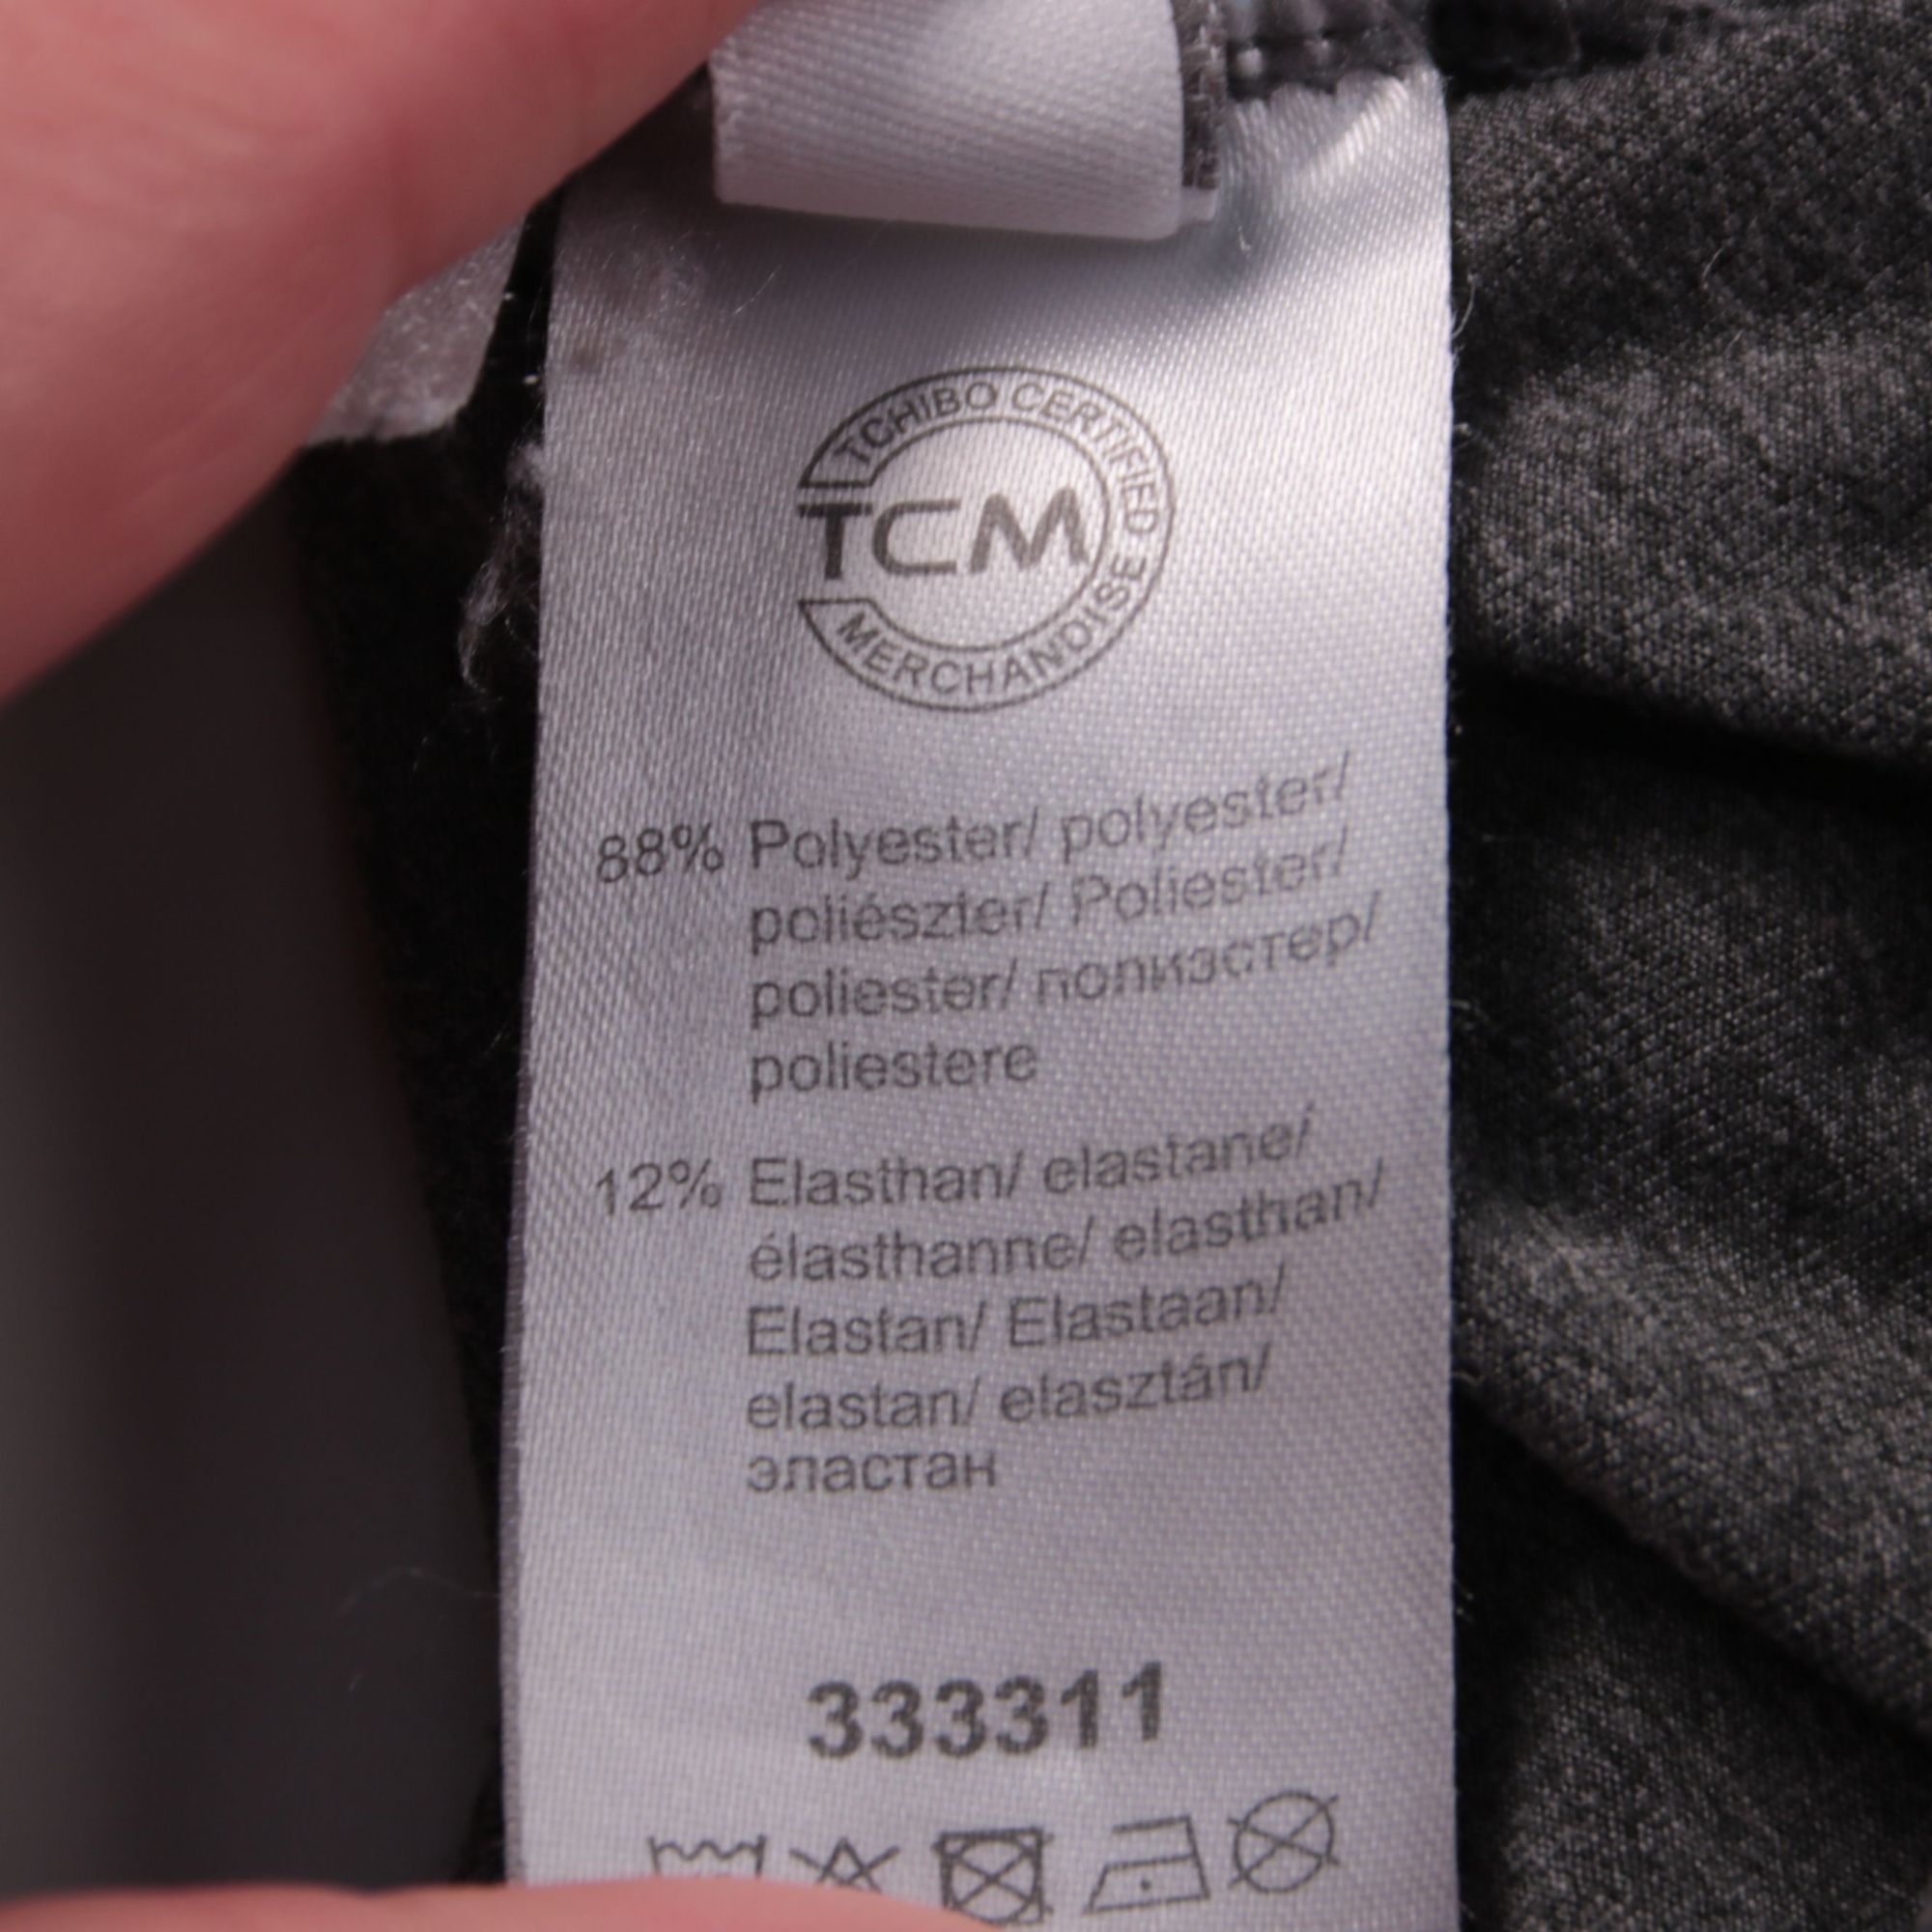 TCHIBO CERTIFIED
TCM
MERCHANDISE
88% Polyester/ polyester/
poliészter/ Poliester/
poliester/ полиэстер/
poliestere
12% Elasthan/ elastane/
élasthanne/ elasthan/
Elastan/ Elastaan/
elastan/ elasztán/
эластан
333311